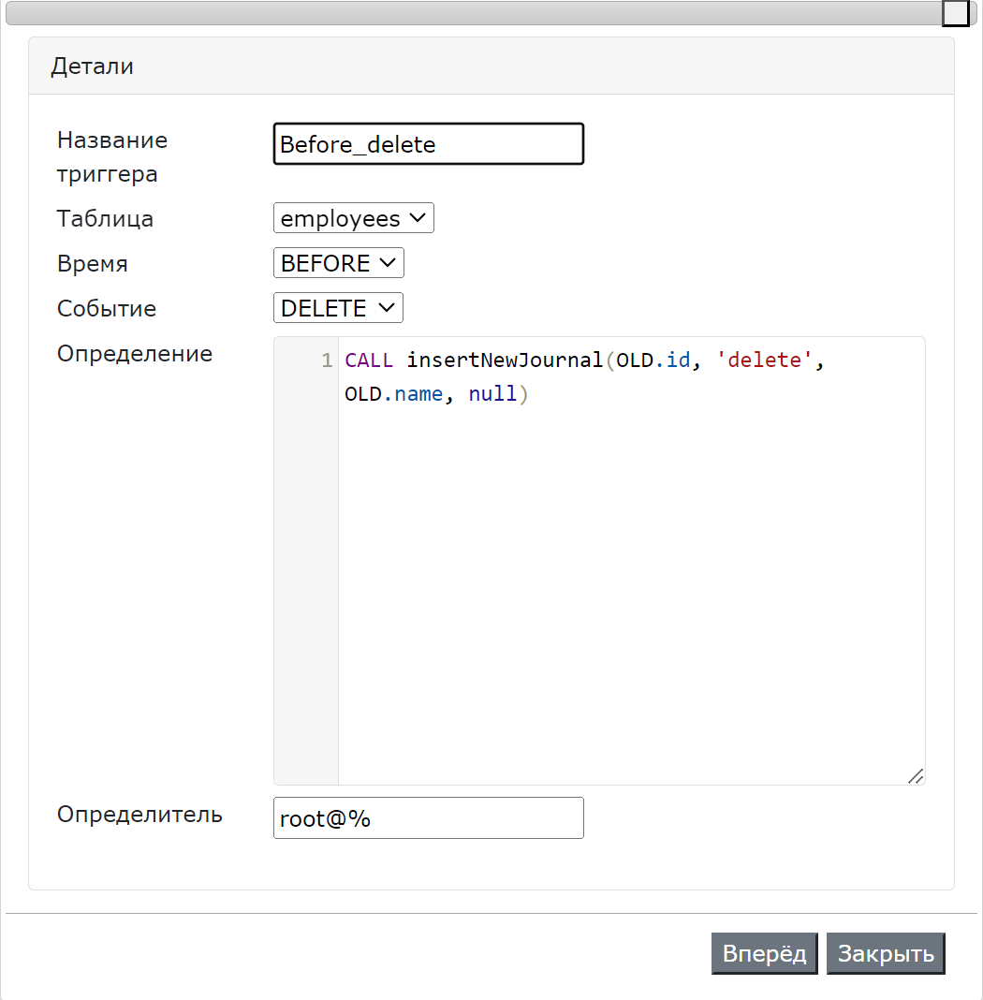 Детали
Название
триггера
Before_delete
Таблица
employees
Время
BEFORE
Событие
DELETE
Определение
1 CALL insertNewJournal(OLD.id, 'delete',
OLD.name, null)
Определитель
root@%
Вперёд Закрыть